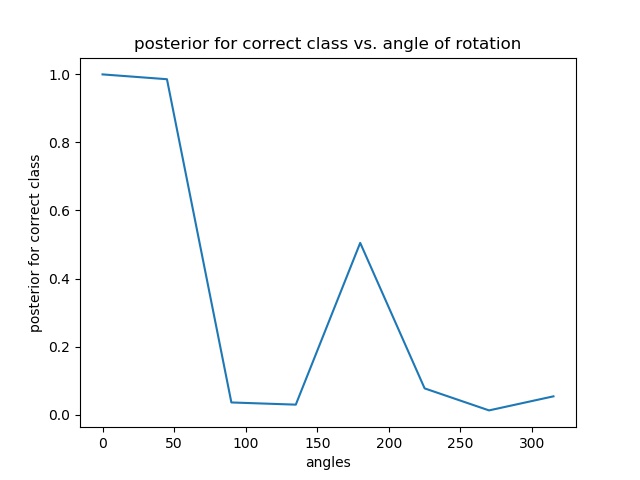 posterior for correct class vs. angle of rotation
1.0
0.8
0.6
0.4
0.2
0.0
posterior for correct class
0 50 100 150 200 250 300
angles